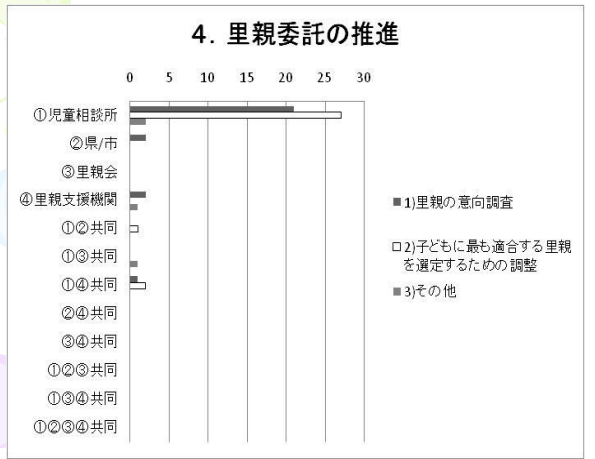 4．里親委託の推進
0 5 10 15 20 25 30
①児童相談所
②県/市
③里親会
④里親支援機関
①②共同
①③共同
①④共同
②④共同
③④共同
①②③共同
①③④共同
①②③④共同
1)里親の意向調査
2)子どもに最も適合する里親
を選定するための調整
3)その他